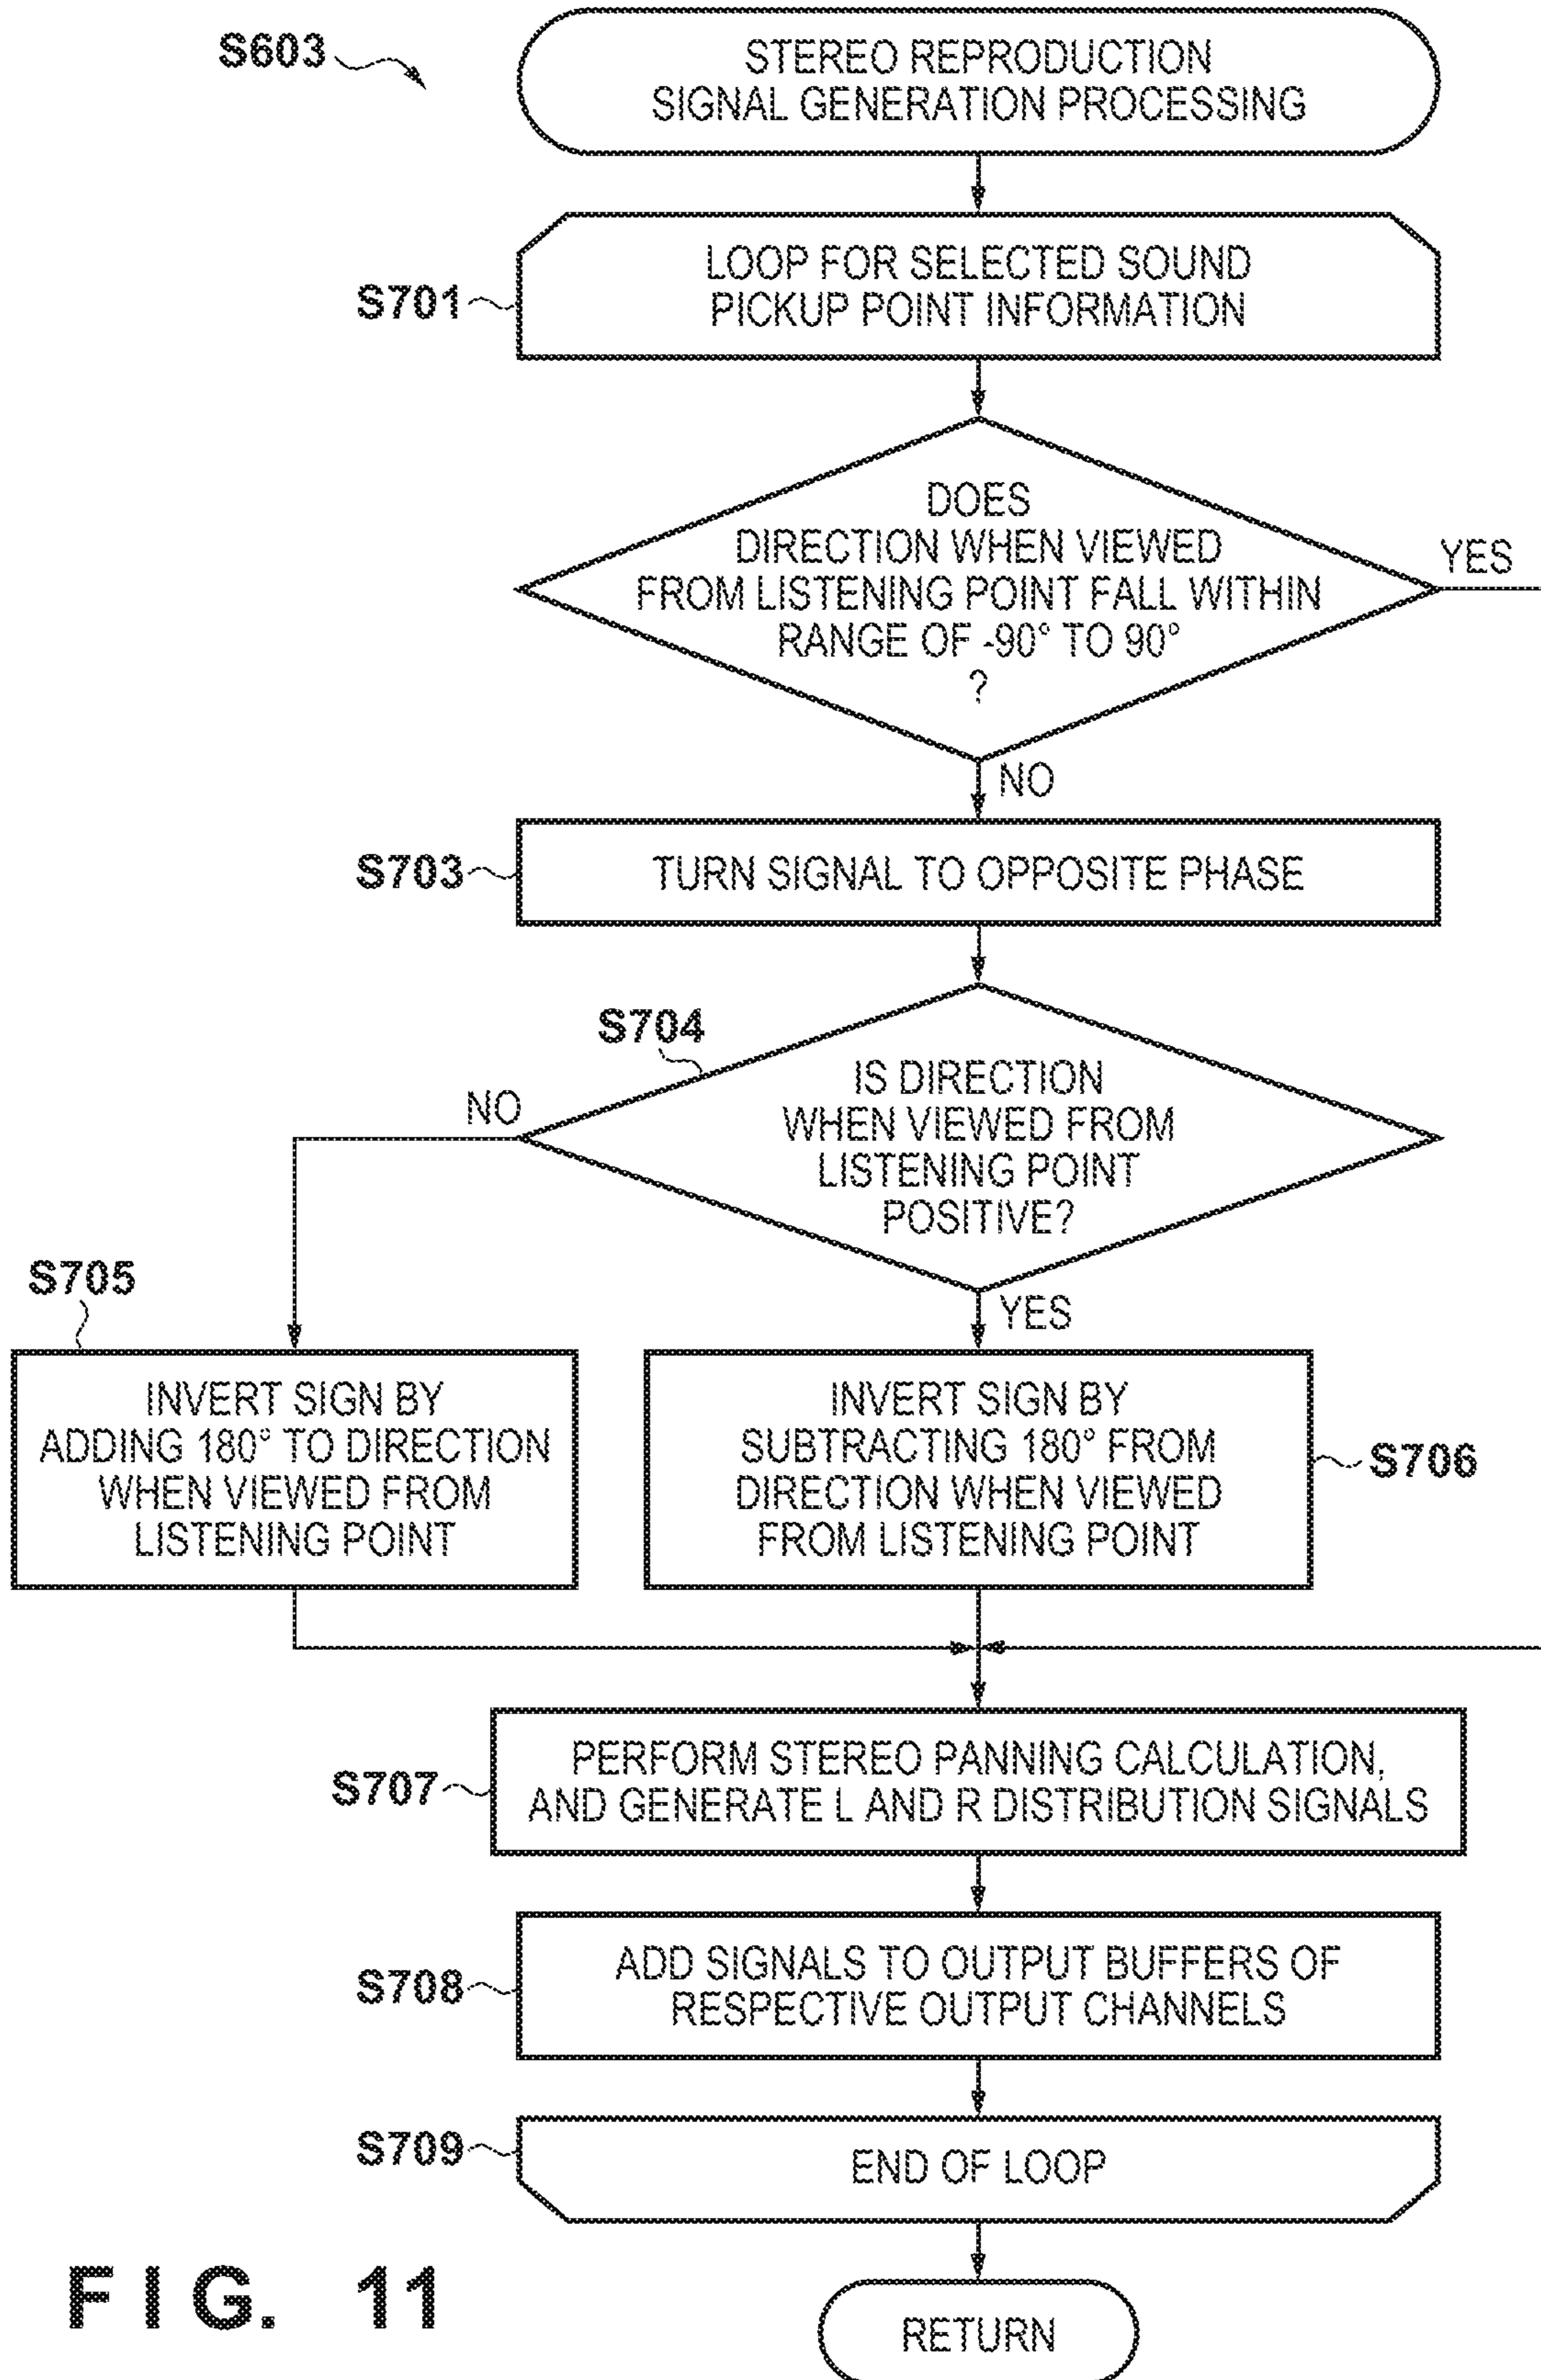 S603
STEREO REPRODUCTION
SIGNAL GENERATION PROCESSING
S701
LOOP FOR SELECTED SOUND
PICKUP POINT INFORMATION
DOES
DIRECTION WHEN VIEWED
FROM LISTENING POINT FALL WITHIN
RANGE OF -90° TO 90°
?
YES
NO
S703
TURN SIGNAL TO OPPOSITE PHASE
S704
IS DIRECTION
WHEN VIEWED FROM
LISTENING POINT
POSITIVE?
NO
YES
S705
INVERT SIGN BY
ADDING 180° TO DIRECTION
WHEN VIEWED FROM
LISTENING POINT
INVERT SIGN BY
SUBTRACTING 180° FROM
DIRECTION WHEN VIEWED
FROM LISTENING POINT
S706
S707
PERFORM STEREO PANNING CALCULATION,
AND GENERATE L AND R DISTRIBUTION SIGNALS
S708
ADD SIGNALS TO OUTPUT BUFFERS OF
RESPECTIVE OUTPUT CHANNELS
S709
END OF LOOP
RETURN
FIG. 11